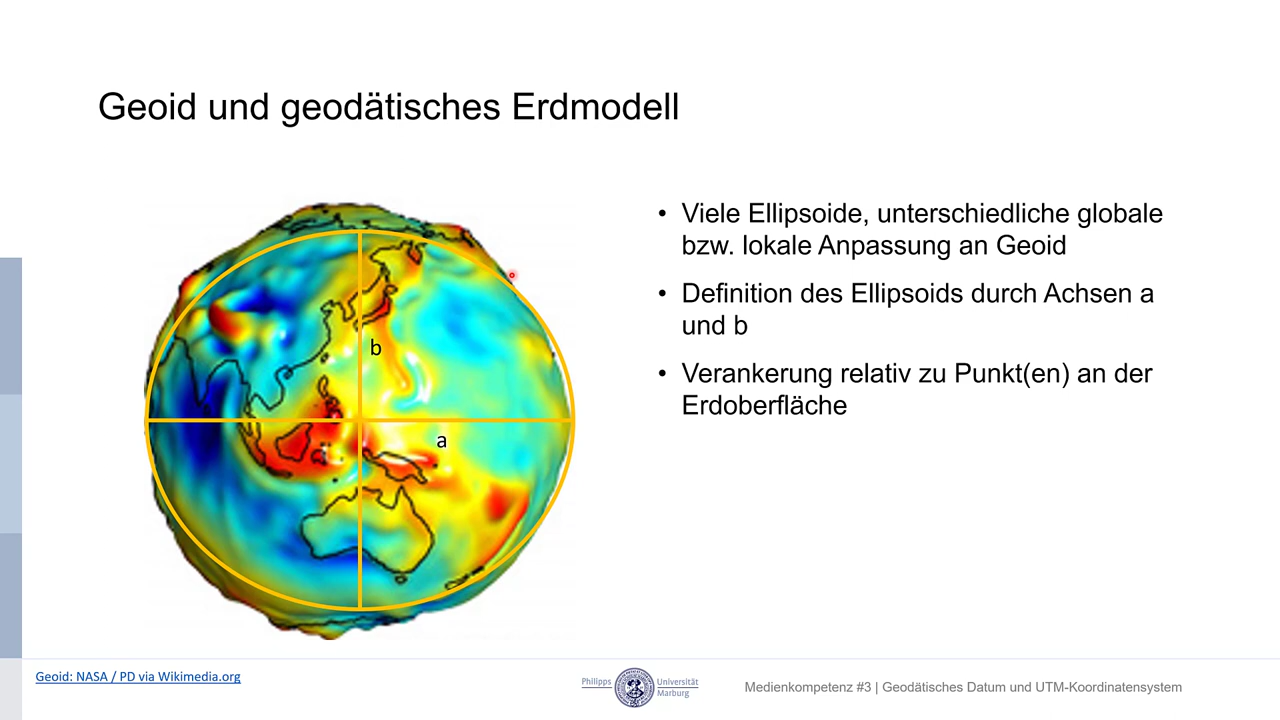 Geoid und geodätisches Erdmodell
b
a
• Viele Ellipsoide, unterschiedliche globale
bzw. lokale Anpassung an Geoid
• Definition des Ellipsoids durch Achsen a
und b
• Verankerung relativ zu Punkt(en) an der
Erdoberfläche
Geoid: NASA / PD via Wikimedia.org
Philipps Universität
Marburg
Medienkompetenz #3 | Geodätisches Datum und UTM-Koordinatensystem